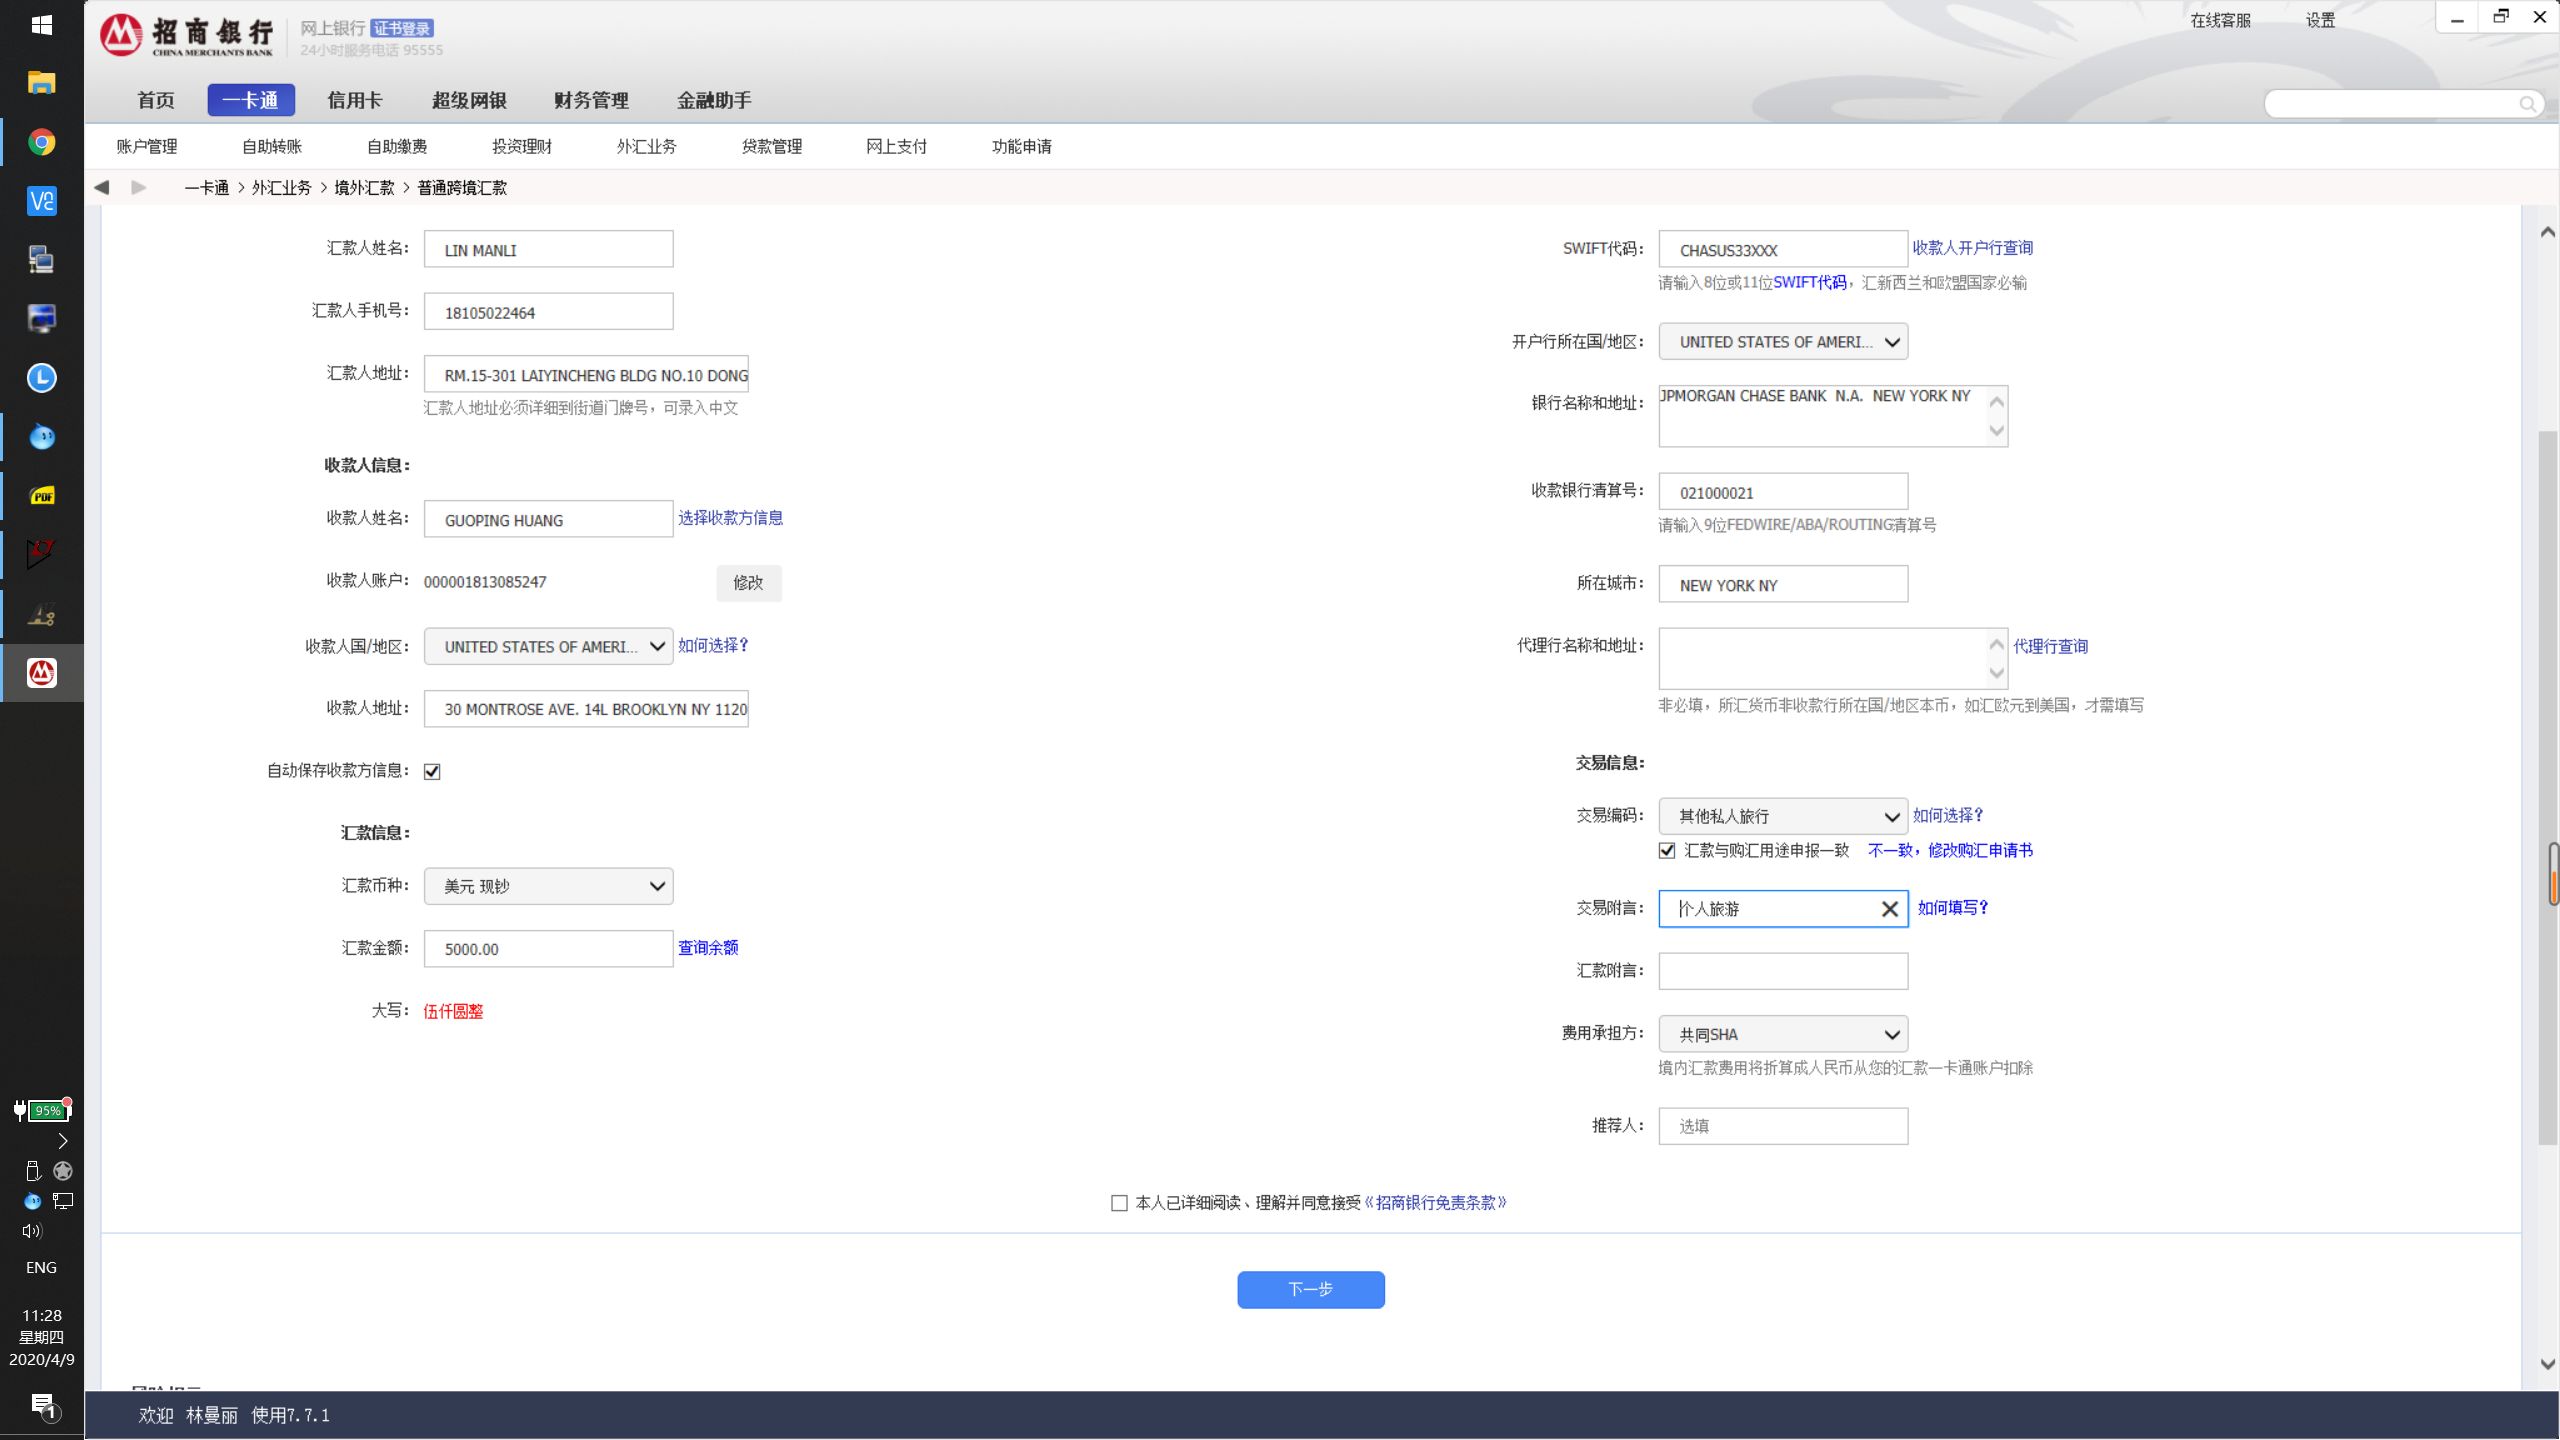 招商银行
CHINA MERCHANTS BANK
网上银行 证书登录
24小时服务电话 95555
在线客服 设置
首页 一卡通 信用卡 超级网银 财务管理 金融助手
账户管理 自助转账 自助缴费 投资理财 外汇业务 贷款管理 网上支付 功能申请
一卡通 > 外汇业务 > 境外汇款 > 普通跨境汇款
汇款人姓名： LIN MANLI
汇款人手机号： 18105022464
汇款人地址： RM.15-301 LAIYINCHENG BLDG NO.10 DONG
汇款人地址必须详细到街道门牌号，可录入中文
收款人信息：
收款人姓名： GUOPING HUANG 选择收款方信息
收款人账户： 000001813085247 修改
收款人国/地区： UNITED STATES OF AMERI... 如何选择?
收款人地址： 30 MONTROSE AVE. 14L BROOKLYN NY 1120
自动保存收款方信息：
汇款信息：
汇款币种： 美元 现钞
汇款金额： 5000.00 查询余额
大写： 伍仟圆整
SWIFT代码： CHASUS33XXX 收款人开户行查询
请输入8位或11位SWIFT代码，汇新西兰和欧盟国家必输
开户行所在国/地区： UNITED STATES OF AMERI...
银行名称和地址： JPMORGAN CHASE BANK N.A. NEW YORK NY
收款银行清算号： 021000021
请输入9位FEDWIRE/ABA/ROUTING清算号
所在城市： NEW YORK NY
代理行名称和地址： 代理行查询
非必填，所汇货币非收款行所在国/地区本币，如汇欧元到美国，才需填写
交易信息：
交易编码： 其他私人旅行 如何选择?
汇款与购汇用途申报一致 不一致，修改购汇申请书
交易附言： 个人旅游 如何填写?
汇款附言：
费用承担方： 共同SHA
境内汇款费用将折算成人民币从您的汇款一卡通账户扣除
推荐人： 选填
本人已详细阅读、理解并同意接受《招商银行免责条款》
下一步
欢迎 林曼丽 使用7.7.1
VNC
PDF
95%
ENG
11:28
星期四
2020/4/9
1